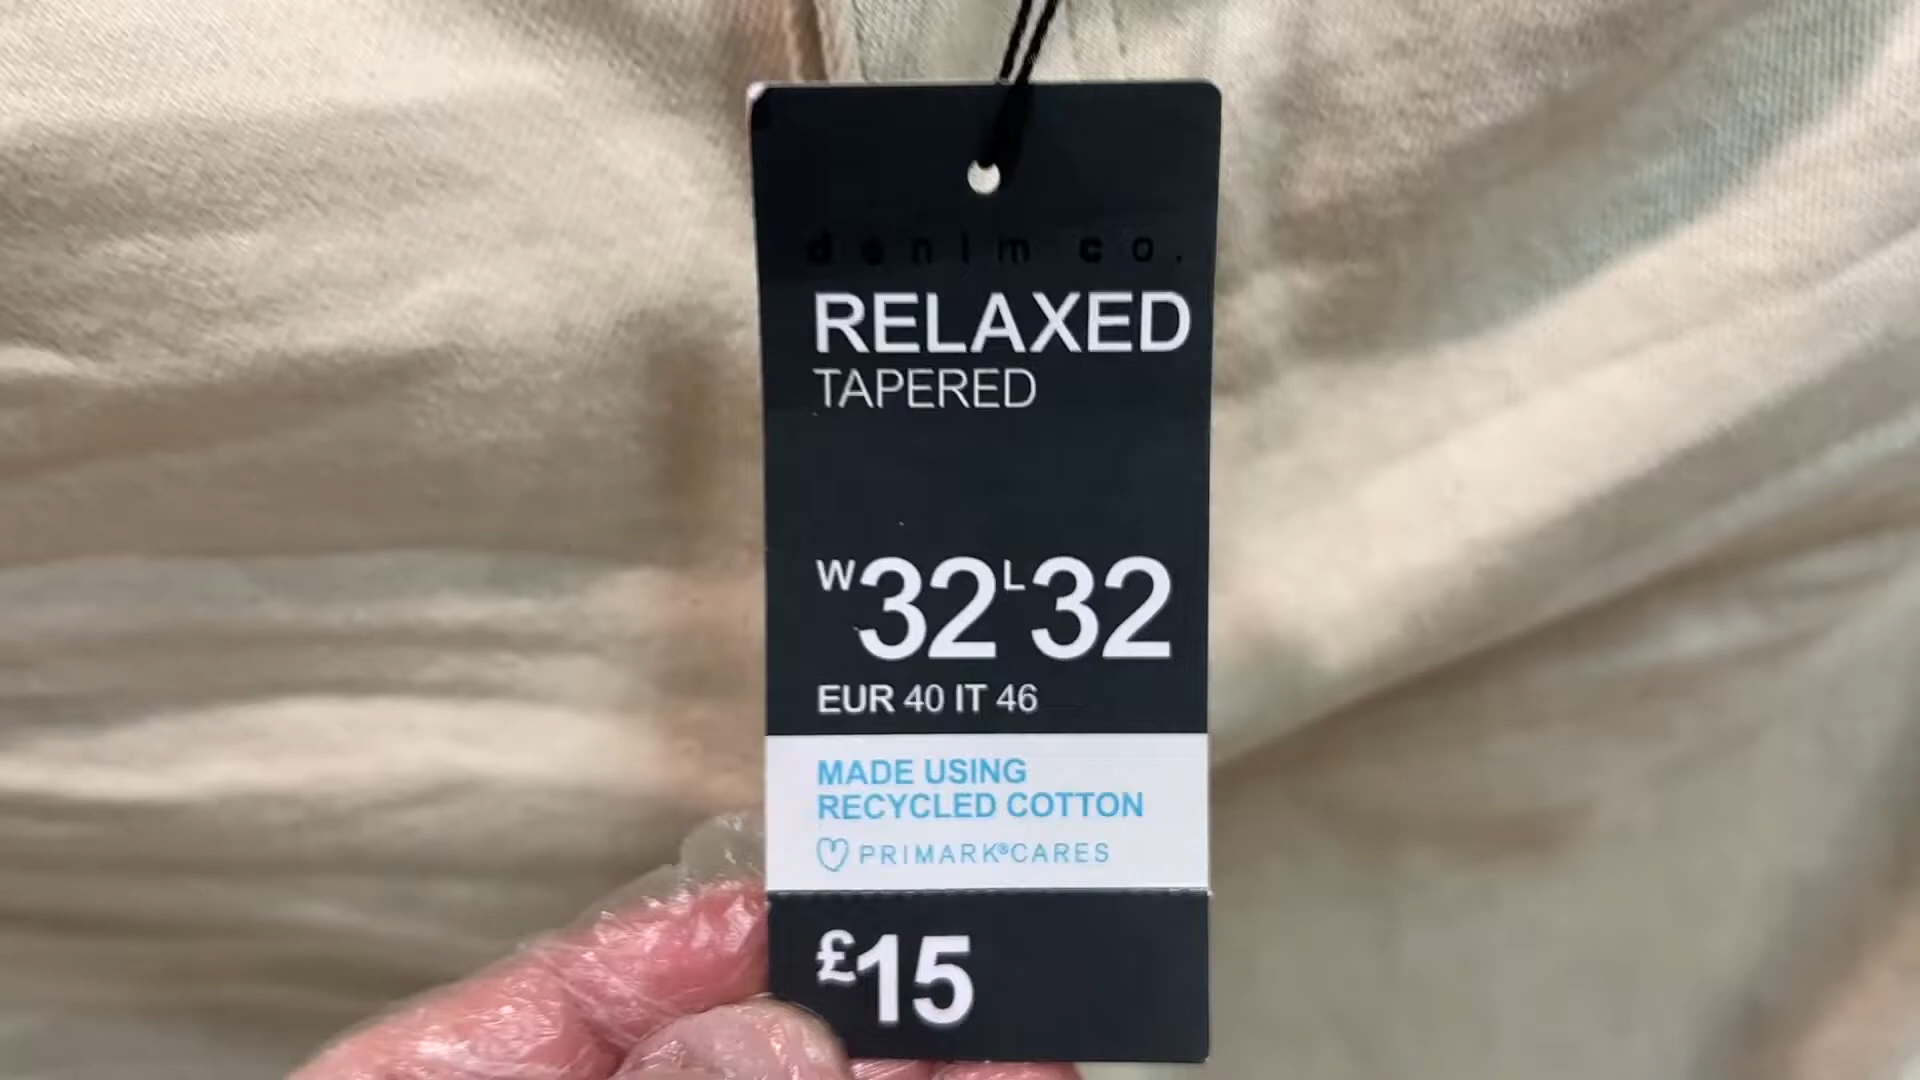 denim co.
RELAXED
TAPERED
W32 L32
EUR 40 IT 46
MADE USING
RECYCLED COTTON
PRIMARK®CARES
£15